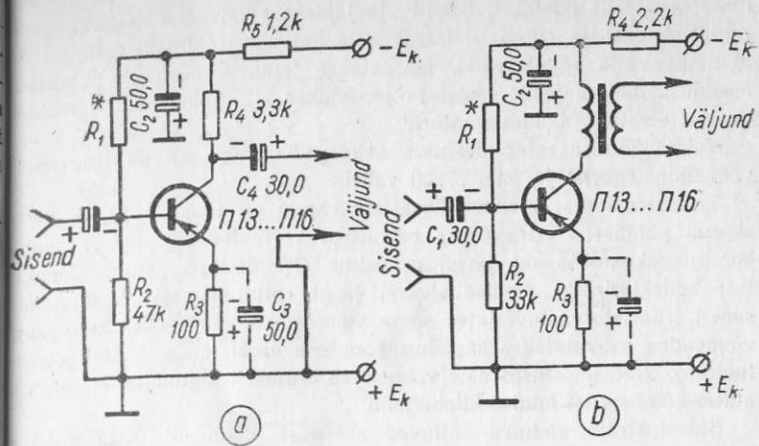 R₅ 1,2k
- Eₖ.
C₂ 50,0
*
R₁
R₄ 3,3k
C₄ 30,0
Väljund
П13...П16
Sisend
R₂
47k
R₃
100
C₃
50,0
+ Eₖ
a
R₄ 2,2k
- Eₖ
C₂ 50,0
*
R₁
Väljund
C₁ 30,0
П13...П16
Sisend
R₂
33k
R₃
100
+ Eₖ
b